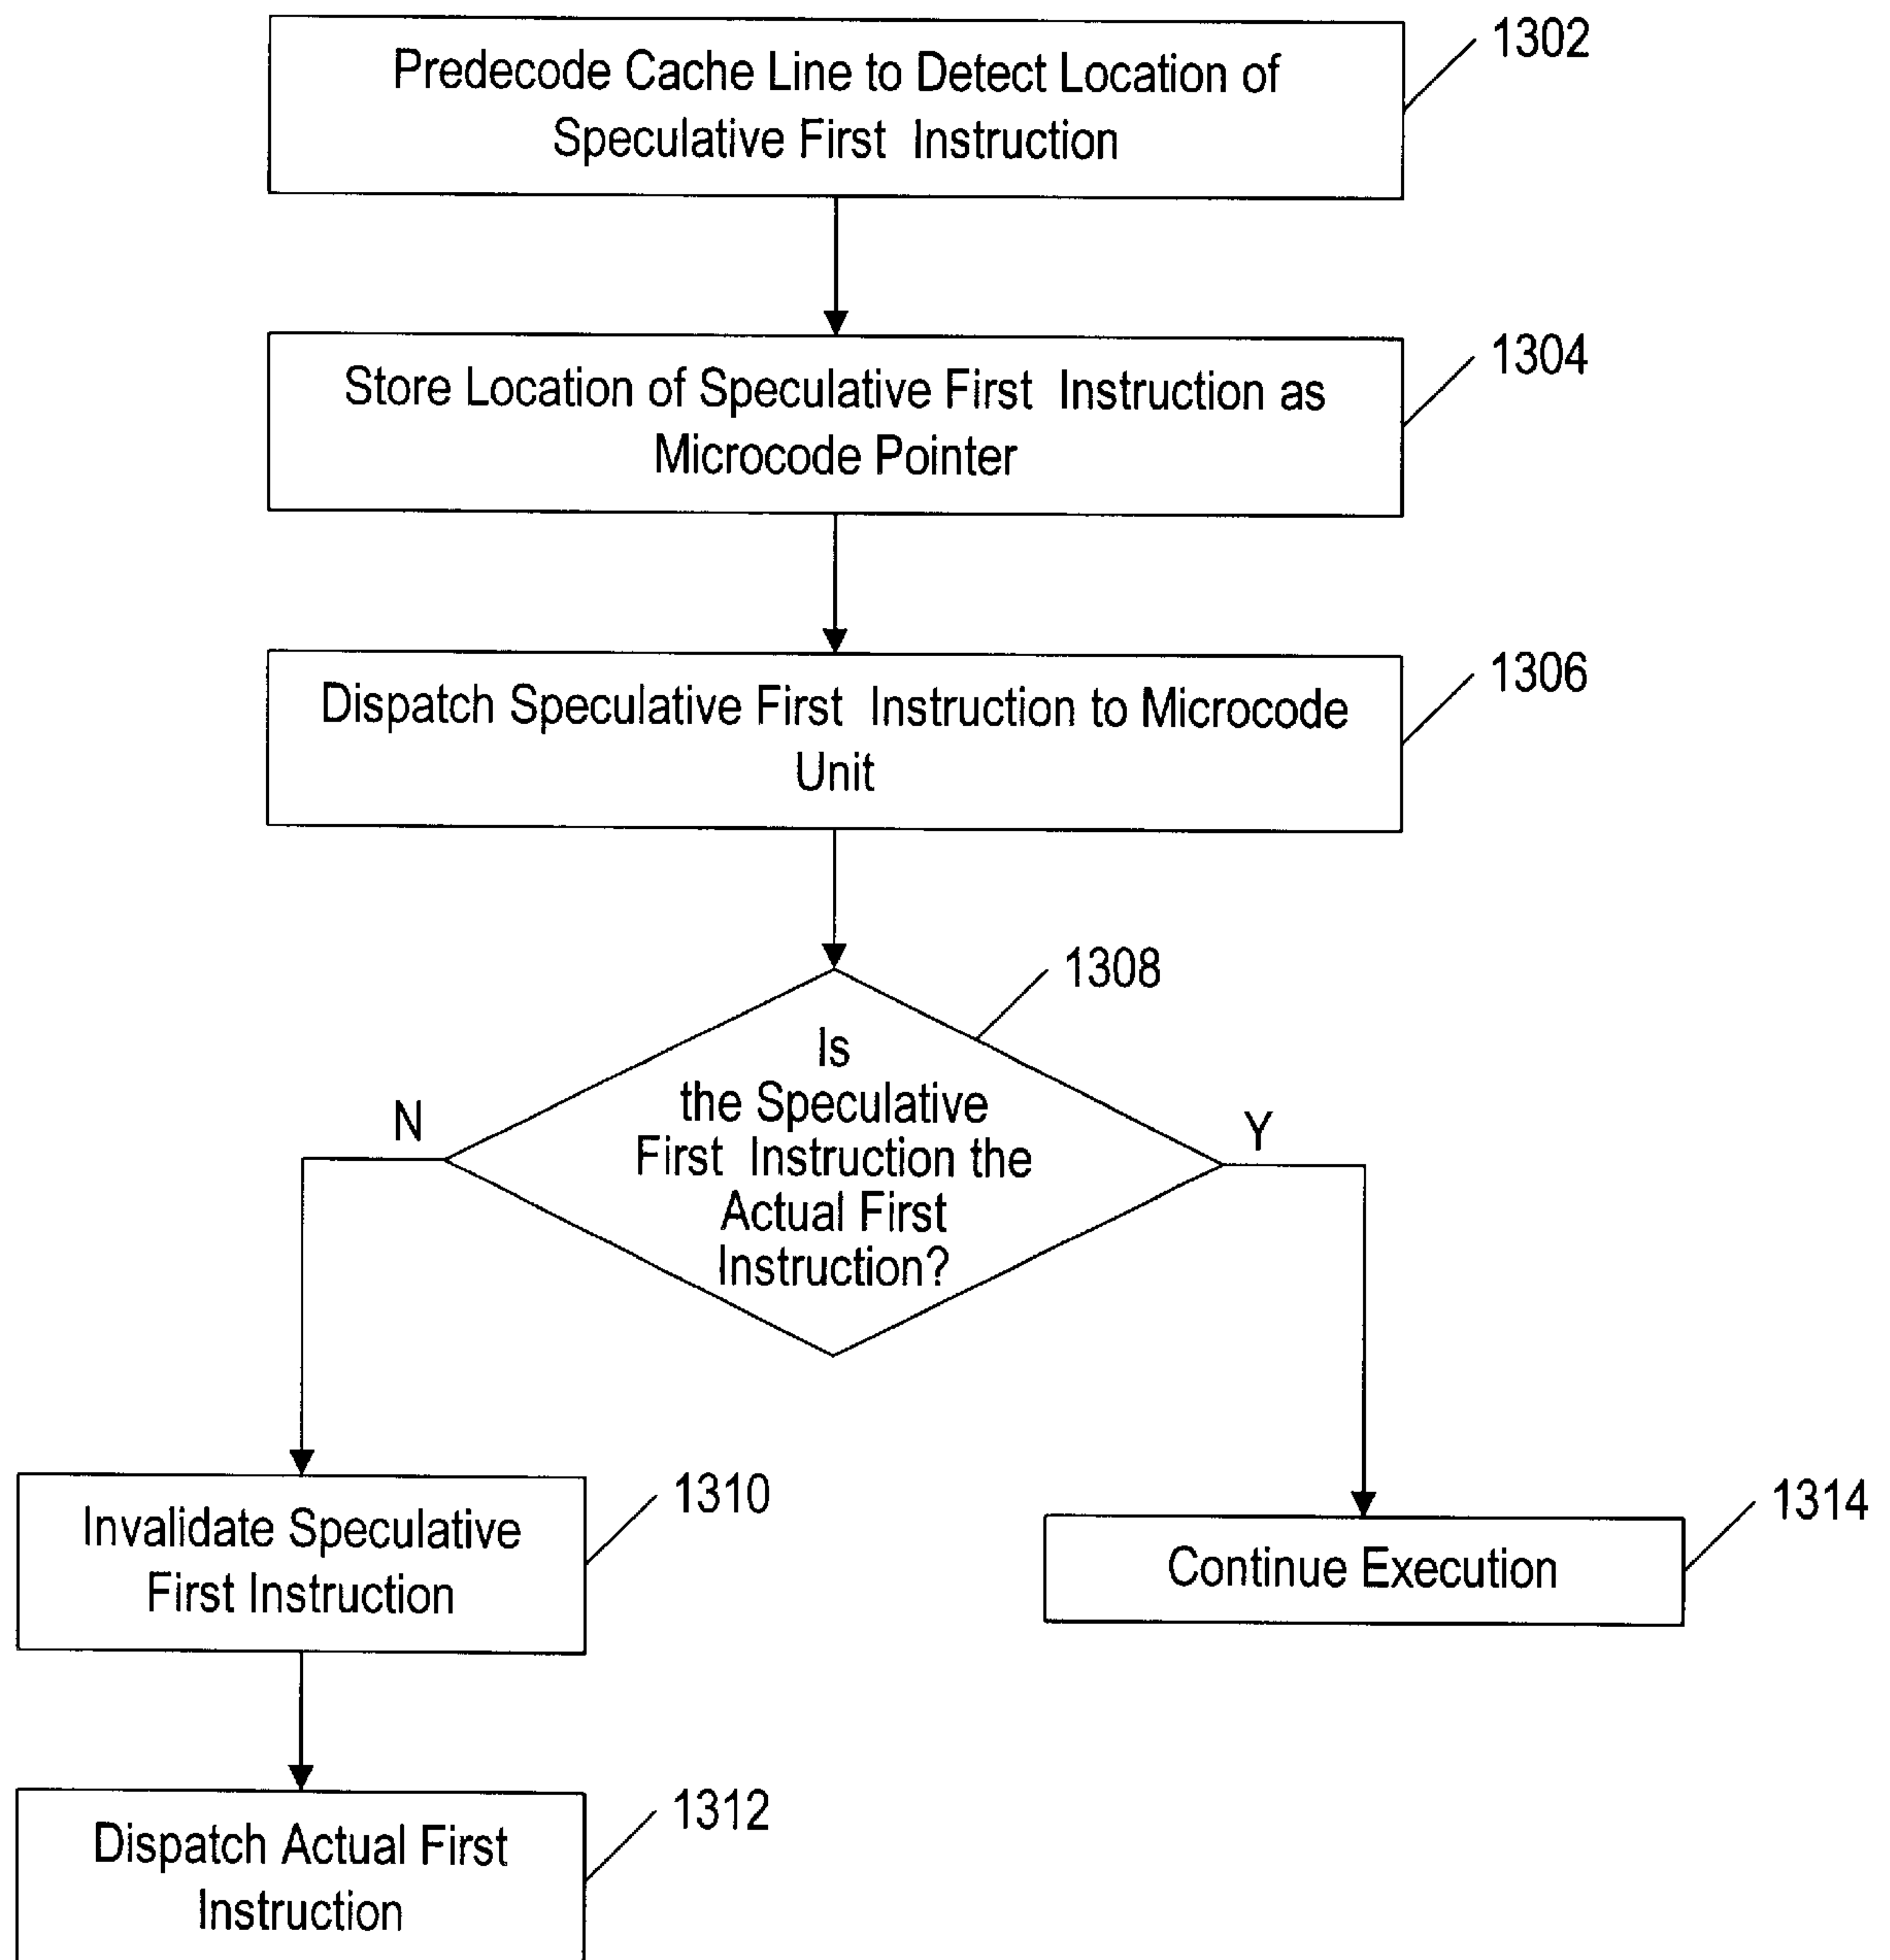 Predecode Cache Line to Detect Location of
Speculative First Instruction
1302
Store Location of Speculative First Instruction as
Microcode Pointer
1304
Dispatch Speculative First Instruction to Microcode
Unit
1306
1308
Is
the Speculative
First Instruction the
Actual First
Instruction?
N
Y
Invalidate Speculative
First Instruction
1310
Continue Execution
1314
Dispatch Actual First
Instruction
1312